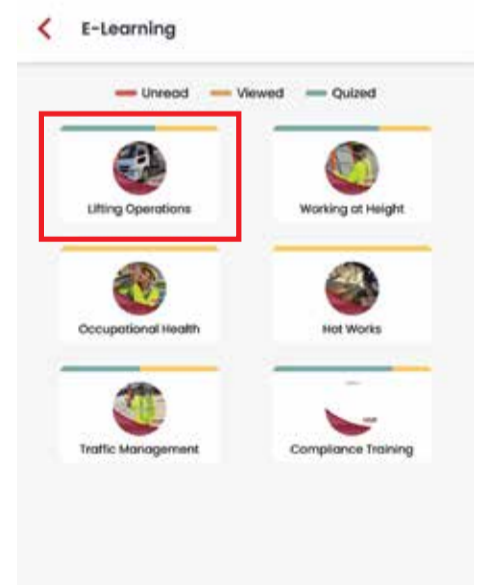 E-Learning
Unread Viewed Quized
Lifting Operations Working at Height
Occupational Health Hot Works
Traffic Management Compliance Training